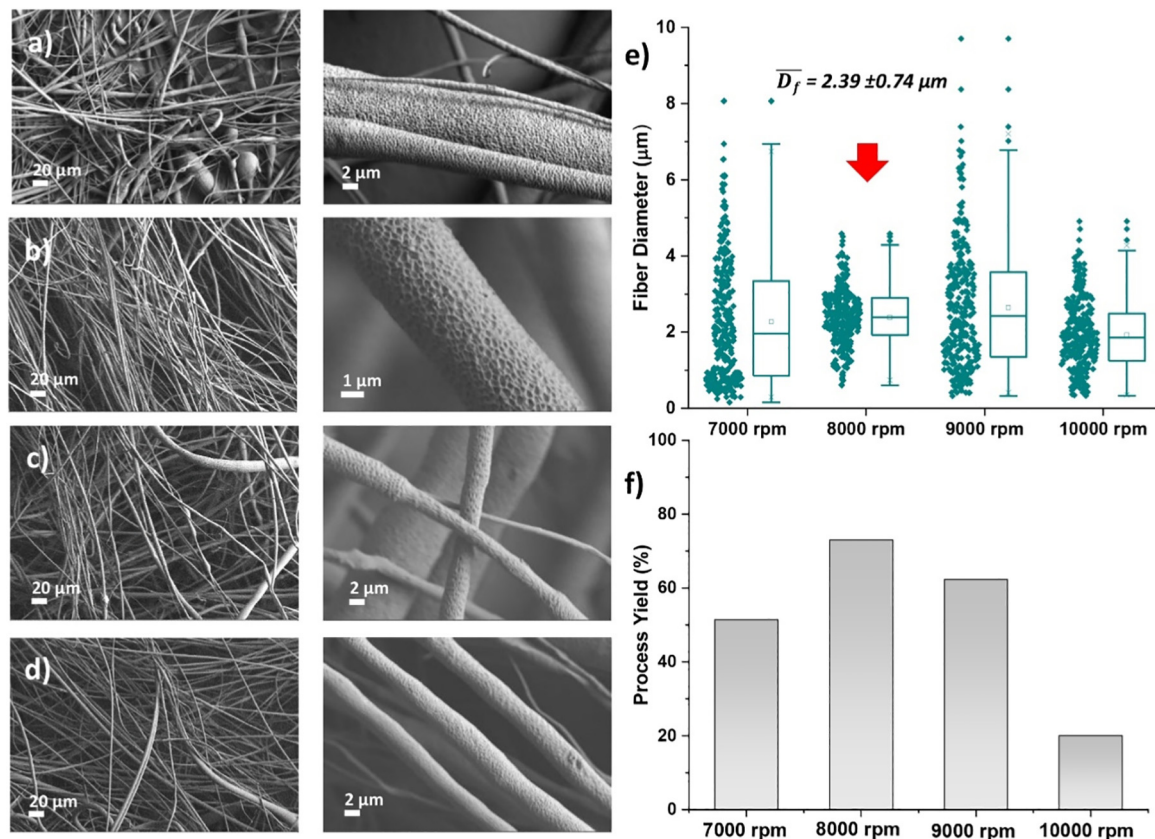 a)
20 μm
2 μm
b)
20 μm
1 μm
c)
20 μm
2 μm
d)
20 μm
2 μm
e)
D_f = 2.39 ±0.74 μm
Fiber Diameter (μm)
10
8
6
4
2
0
7000 rpm 8000 rpm 9000 rpm 10000 rpm
f)
Process Yield (%)
100
80
60
40
20
0
7000 rpm 8000 rpm 9000 rpm 10000 rpm